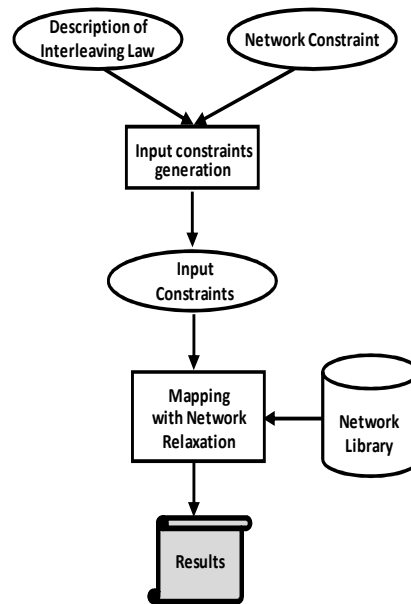 Description of
Interleaving Law
Network Constraint
Input constraints
generation
Input
Constraints
Mapping
with Network
Relaxation
Network
Library
Results